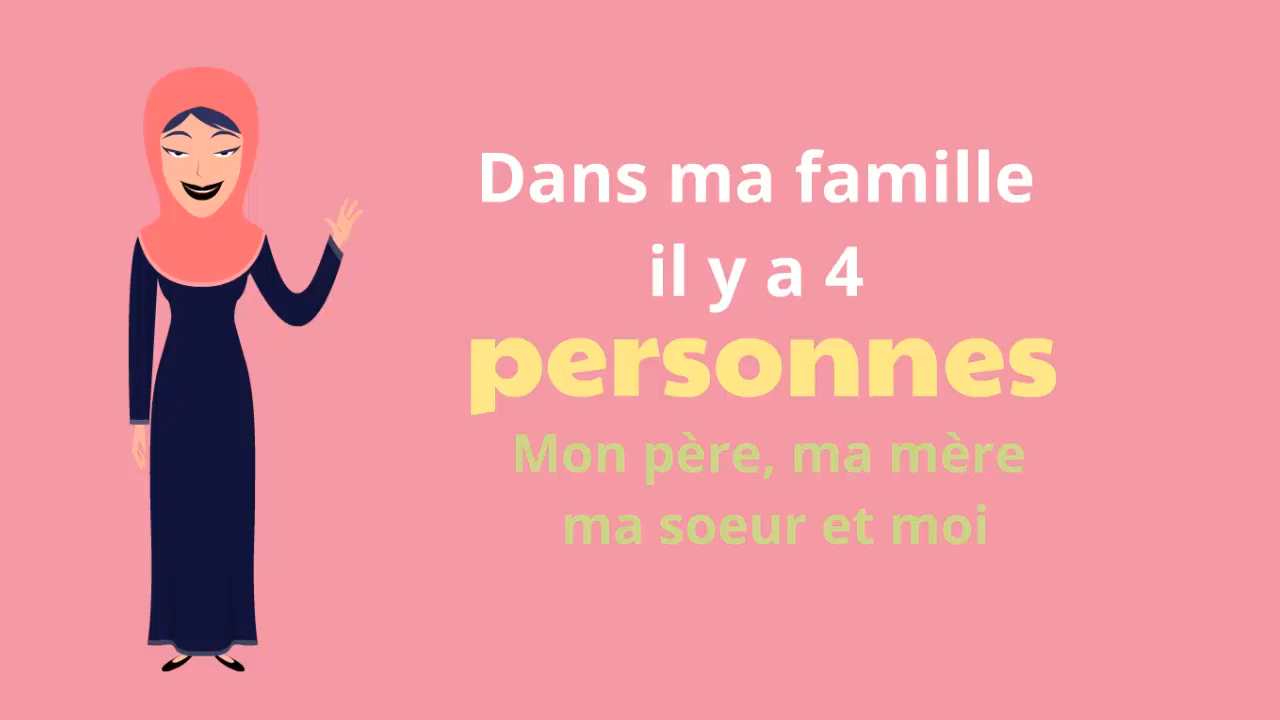 Dans ma famille
il y a 4
personnes
Mon père, ma mère
ma soeur et moi